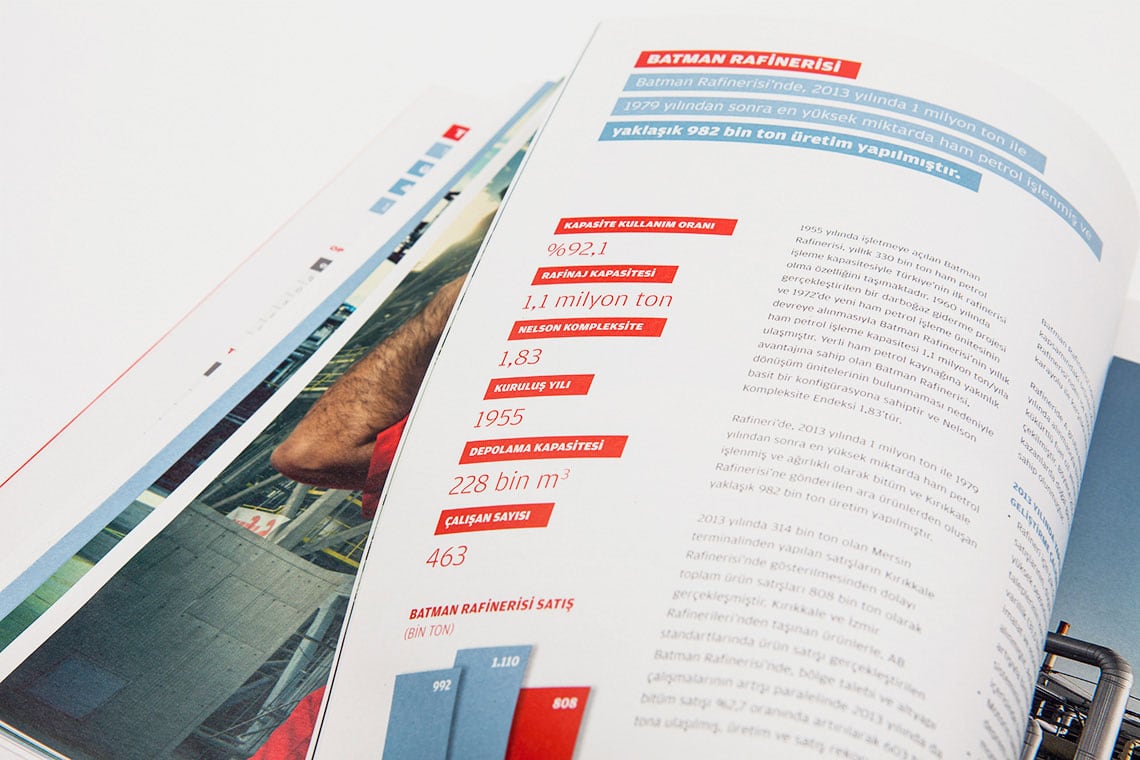 BATMAN RAFİNERİSİ
Batman Rafinerisi'nde, 2013 yılında 1 milyon ton ile
1979 yılından sonra en yüksek miktarda ham petrol işlenmiş ve
yaklaşık 982 bin ton üretim yapılmıştır.
KAPASİTE KULLANIM ORANI
%92,1
RAFİNAJ KAPASİTESİ
1,1 milyon ton
NELSON KOMPLEKSİTE
1,83
KURULUŞ YILI
1955
DEPOLAMA KAPASİTESİ
228 bin m³
ÇALIŞAN SAYISI
463
BATMAN RAFİNERİSİ SATIŞ
(BİN TON)
992
1.110
808
1955 yılında işletmeye açılan Batman
Rafinerisi, yıllık 330 bin ton ham petrol
işleme kapasitesiyle Türkiye'nin ilk rafinerisi
olma özelliğini taşımaktadır. 1960 yılında
gerçekleştirilen bir darboğaz giderme projesi
ve 1972'de yeni ham petrol işleme ünitesinin
devreye alınmasıyla Batman Rafinerisi'nin yıllık
ham petrol işleme kapasitesi 1,1 milyon ton/yıla
ulaşmıştır. Yerli ham petrol kaynağına yakınlık
avantajına sahip olan Batman Rafinerisi,
dönüşüm ünitelerinin bulunmaması nedeniyle
basit bir konfigürasyona sahiptir ve Nelson
Kompleksite Endeksi 1,83'tür.
Rafineri'de, 2013 yılında 1 milyon ton ile 1979
yılından sonra en yüksek miktarda ham petrol
işlenmiş ve ağırlıklı olarak bitüm ve Kırıkkale
Rafinerisi'ne gönderilen ara ürünlerden oluşan
yaklaşık 982 bin ton üretim yapılmıştır.
2013 yılında 314 bin ton olan Mersin
terminalinden yapılan satışların Kırıkkale
Rafinerisi'nde gösterilmesinden dolayı
toplam ürün satışları 808 bin ton olarak
gerçekleşmiştir. Kırıkkale ve İzmir
Rafinerileri'nden taşınan ürünlerle, AB
standartlarında ürün satışı gerçekleştirilen
Batman Rafinerisi'nde, bölge talebi ve altyapı
çalışmalarının artışı paralelinde 2013 yılında da
bitüm satışı %2,7 oranında artırılarak 603 bin
tona ulaşılmış, üretim ve satış
2013 YILINDA